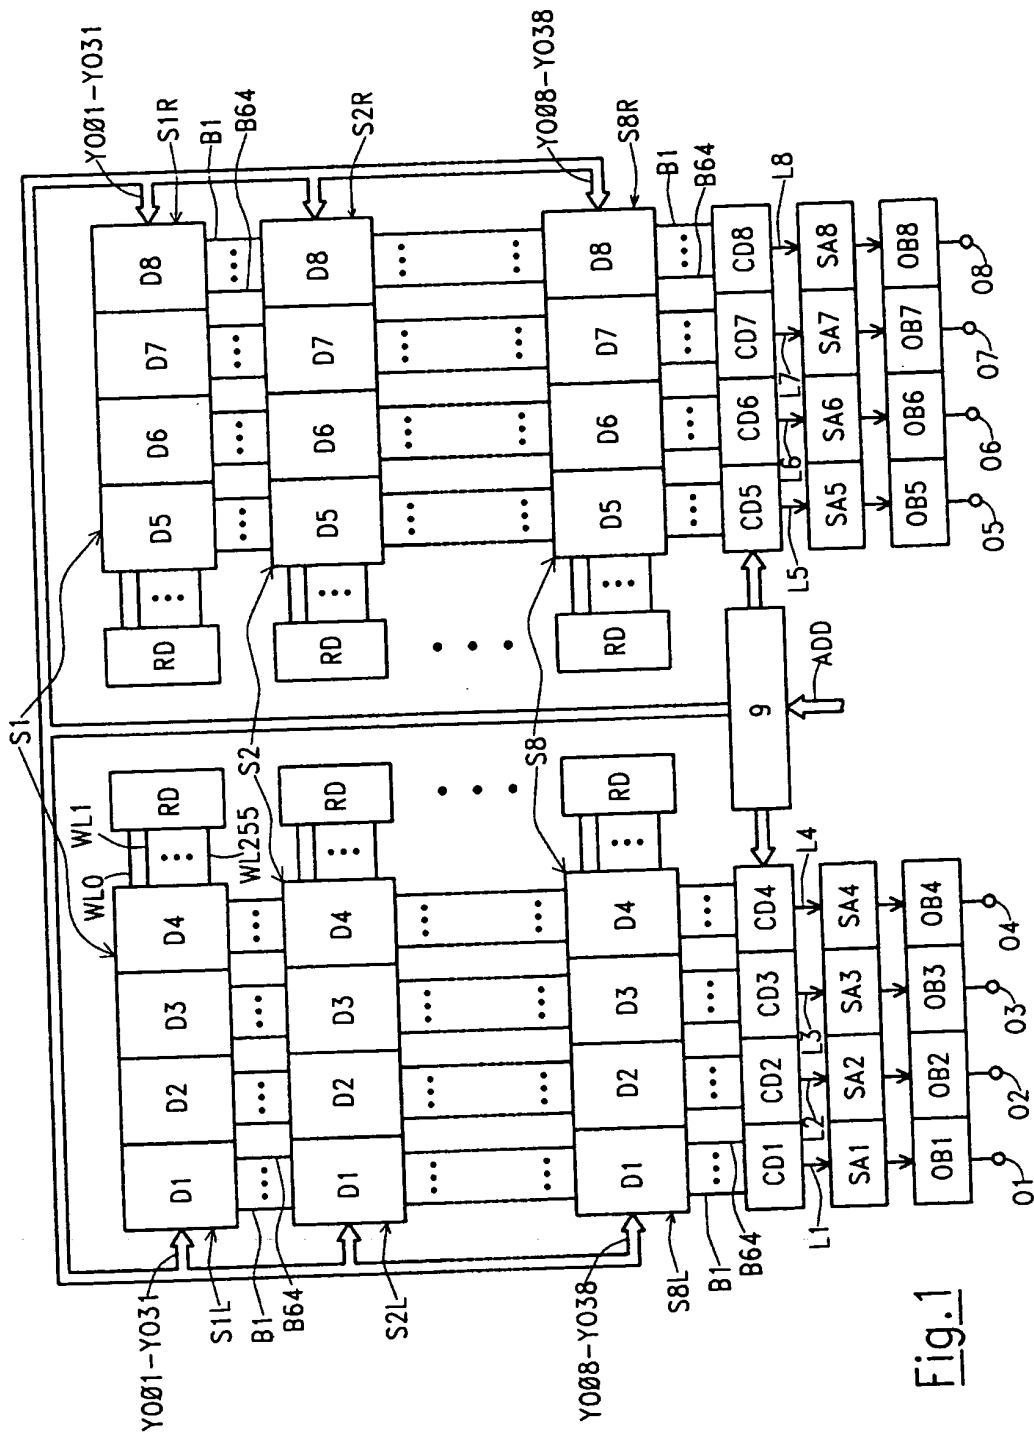 S1
YOØ1-YO31
WL0
WL1
YOØ1-YO31
D1 D2 D3 D4 RD RD D5 D6 D7 D8
S1L
S1R
WL255
B1
B64
B1
B64
S2
D1 D2 D3 D4 RD RD D5 D6 D7 D8
S2L
S2R
S8
YOØ8-YO38
YOØ8-YO38
D1 D2 D3 D4 RD RD D5 D6 D7 D8
S8L
S8R
B1
B64
B1
B64
CD1 CD2 CD3 CD4 9 CD5 CD6 CD7 CD8
L1 L2 L3 L4 ADD L5 L6 L7 L8
SA1 SA2 SA3 SA4 SA5 SA6 SA7 SA8
OB1 OB2 OB3 OB4 OB5 OB6 OB7 OB8
O1 O2 O3 O4 O5 O6 O7 O8
Fig.1